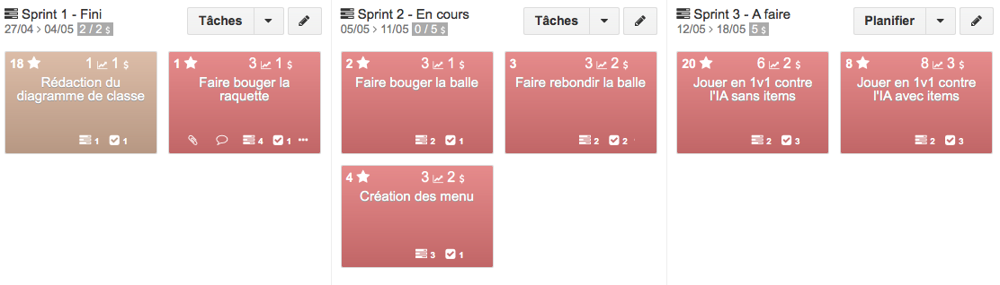 Sprint 1 - Fini
27/04 > 04/05 2 / 2 $
Tâches
18 1 1 $
Rédaction du
diagramme de classe
1 1
1 3 1 $
Faire bouger la
raquette
4 1 •••
Sprint 2 - En cours
05/05 > 11/05 0 / 5 $
Tâches
2 3 1 $
Faire bouger la balle
2 1
3 3 2 $
Faire rebondir la balle
2 2
4 3 2 $
Création des menu
3 1
Sprint 3 - A faire
12/05 > 18/05 5 $
Planifier
20 6 2 $
Jouer en 1v1 contre
l'IA sans items
2 3
8 8 3 $
Jouer en 1v1 contre
l'IA avec items
2 3